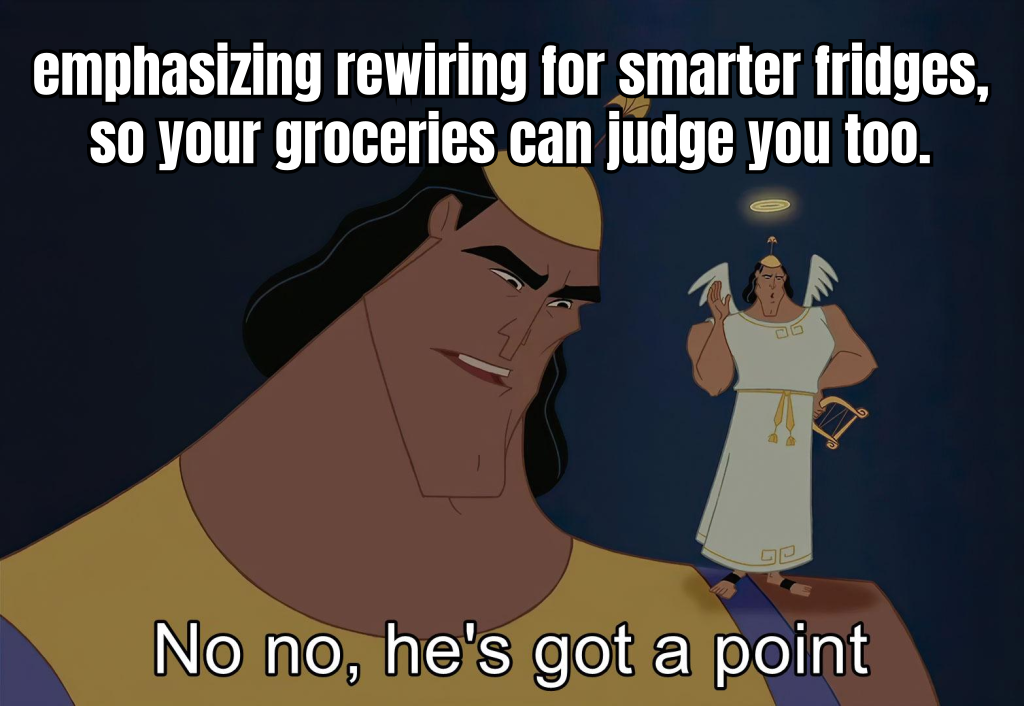 emphasizing rewiring for smarter fridges,
so your groceries can judge you too.
No no, he's got a point